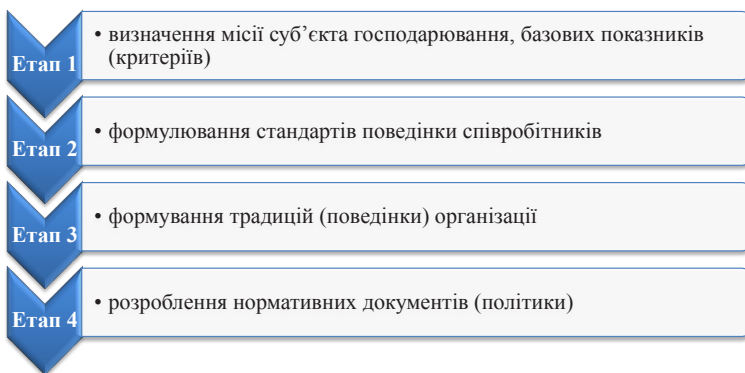 Етап 1
• визначення місії суб’єкта господарювання, базових показників
(критеріїв)
Етап 2
• формулювання стандартів поведінки співробітників
Етап 3
• формування традицій (поведінки) організації
Етап 4
• розроблення нормативних документів (політики)